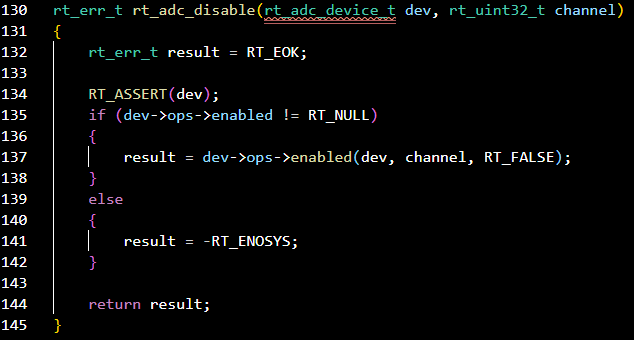 130 rt_err_t rt_adc_disable(rt_adc_device_t dev, rt_uint32_t channel)
131 {
132     rt_err_t result = RT_EOK;
133
134     RT_ASSERT(dev);
135     if (dev->ops->enabled != RT_NULL)
136     {
137         result = dev->ops->enabled(dev, channel, RT_FALSE);
138     }
139     else
140     {
141         result = -RT_ENOSYS;
142     }
143
144     return result;
145 }